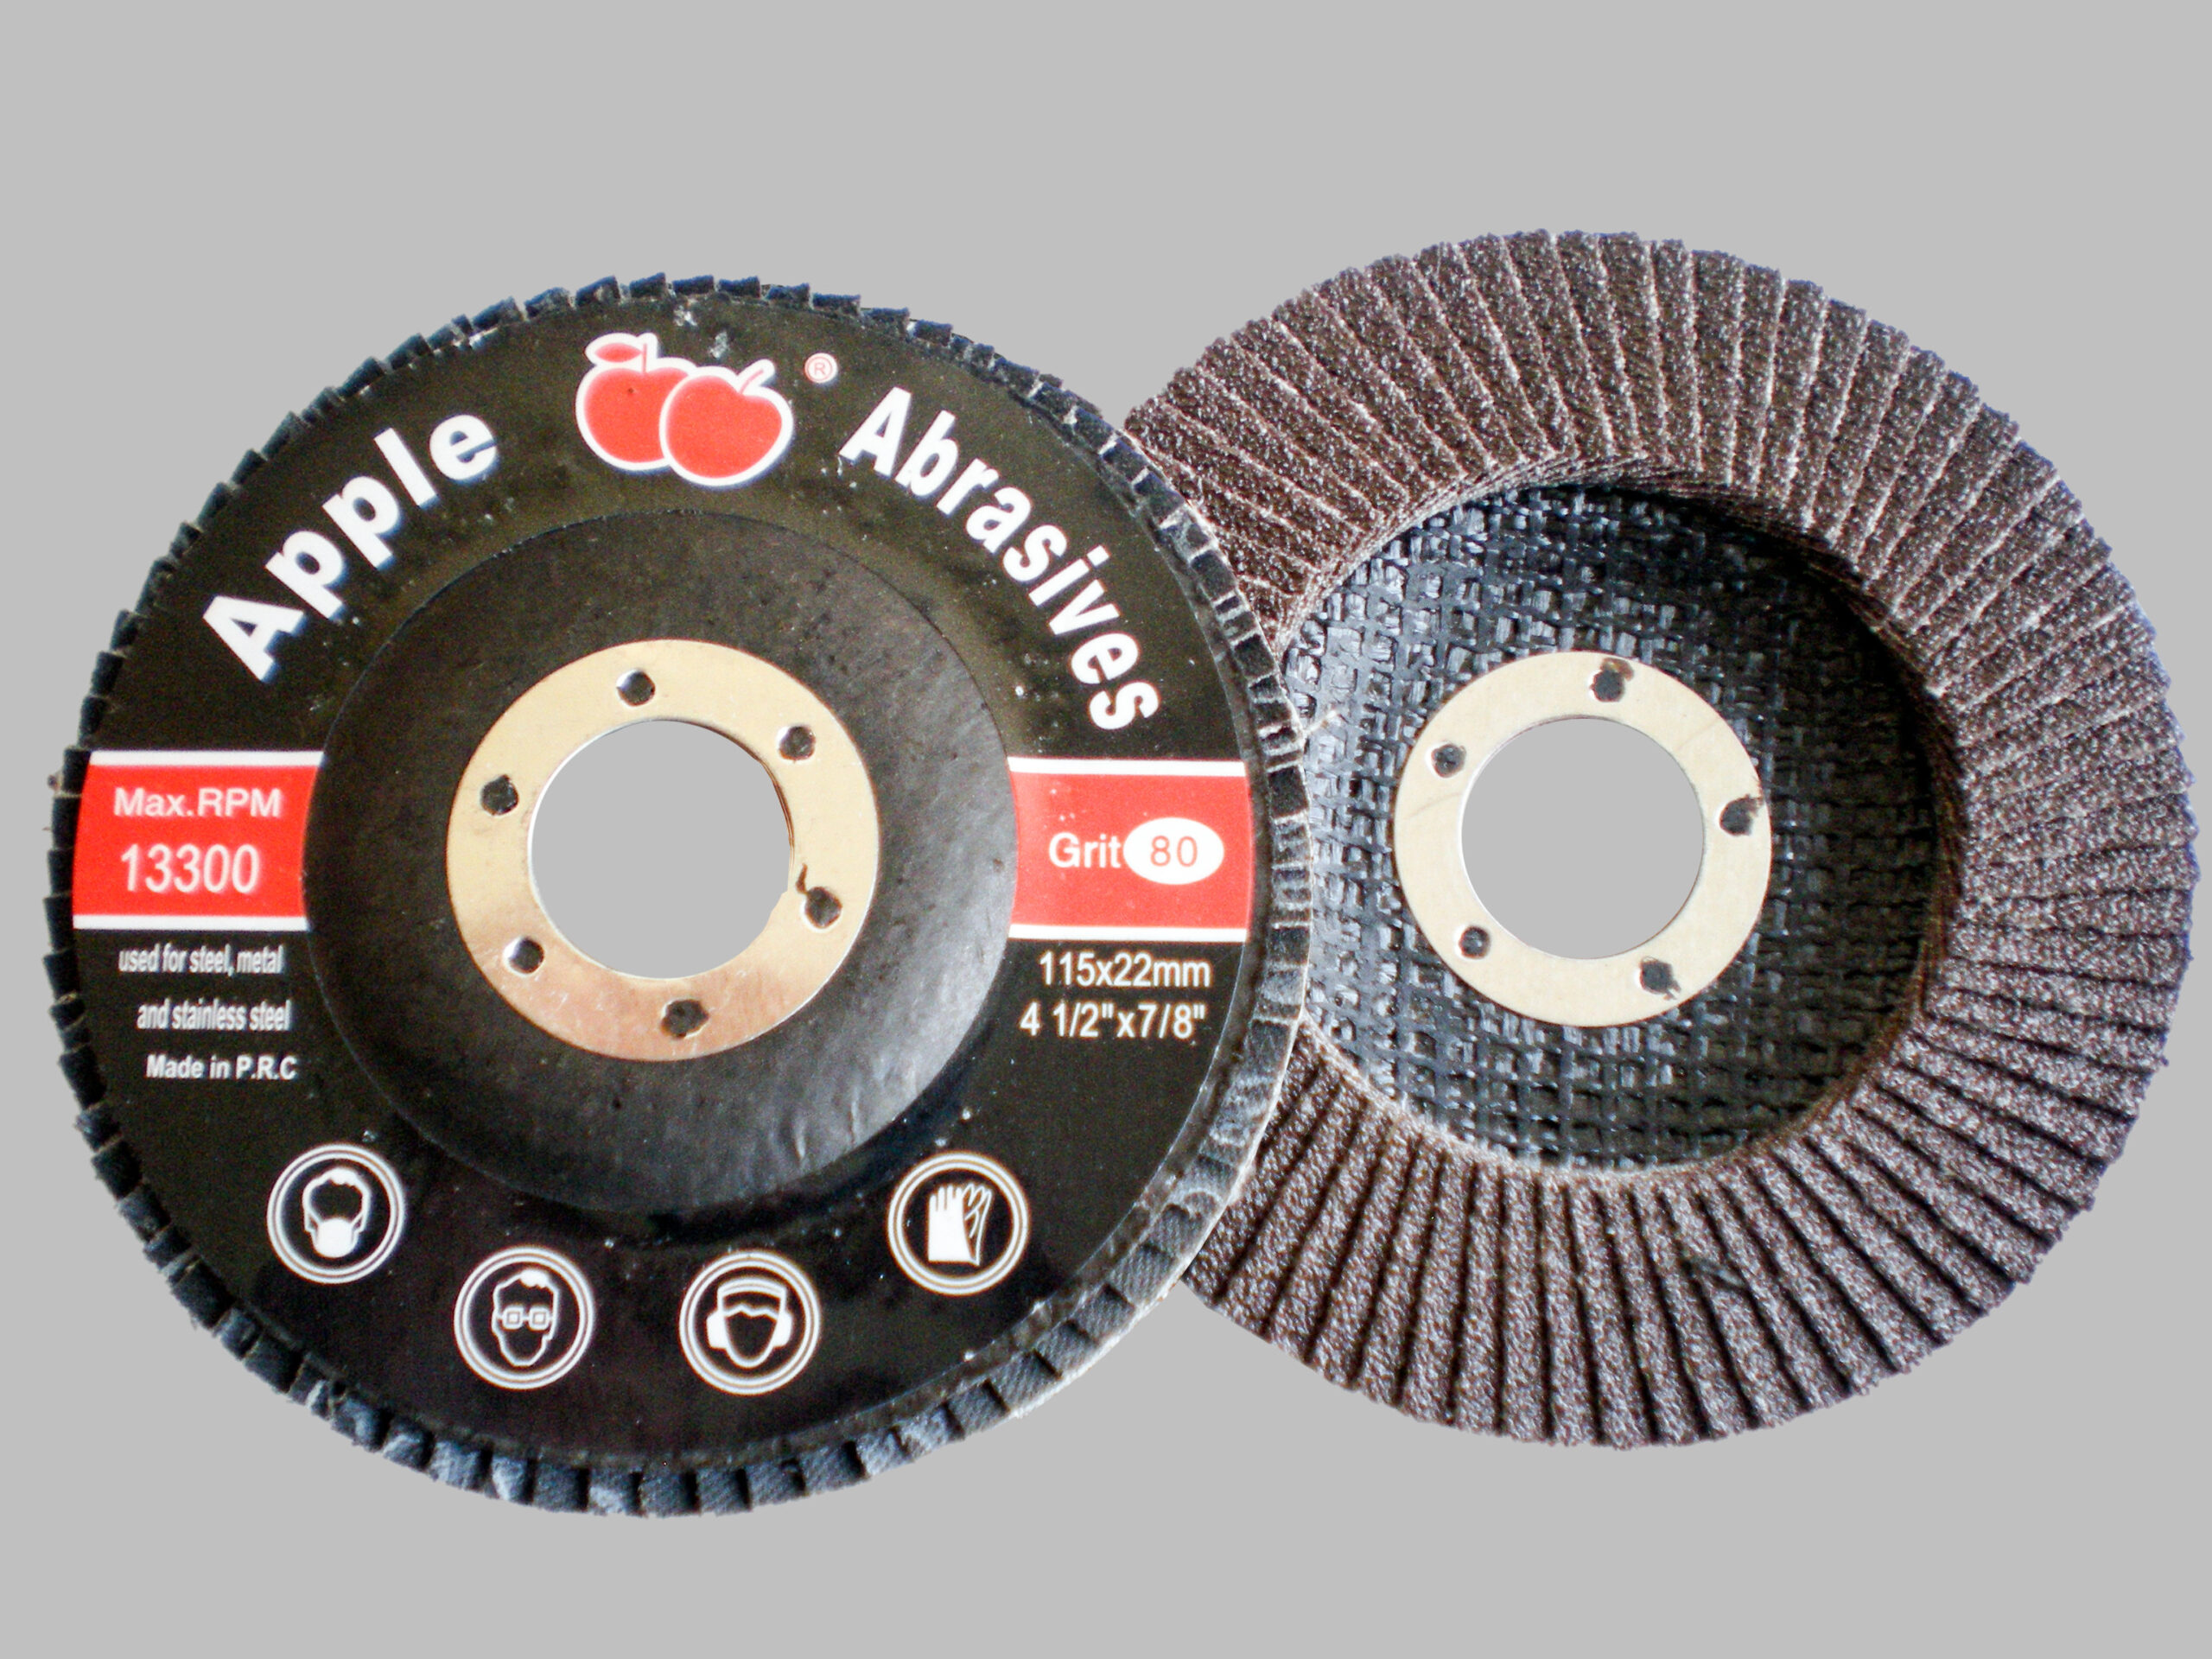 Apple ® Abrasives
Max.RPM
13300
Grit 80
used for steel, metal
and stainless steel
Made in P.R.C
115x22mm
4 1/2"x7/8"